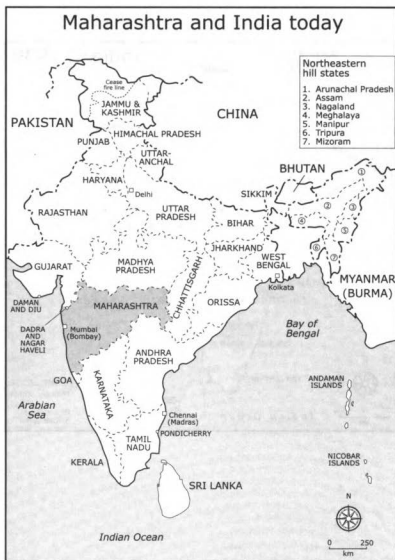 Maharashtra and India today
Northeastern
hill states
1. Arunachal Pradesh
2. Assam
3. Nagaland
4. Meghalaya
5. Manipur
6. Tripura
7. Mizoram
Cease
fire line
JAMMU &
KASHMIR
PAKISTAN
CHINA
HIMACHAL PRADESH
PUNJAB
UTTAR-
ANCHAL
HARYANA
Delhi
BHUTAN
SIKKIM
RAJASTHAN
UTTAR
PRADESH
BIHAR
1
2
3
4
5
6
7
JHARKHAND
GUJARAT
MADHYA
PRADESH
CHHATTISGARH
WEST
BENGAL
Kolkata
MYANMAR
(BURMA)
DAMAN
AND DIU
MAHARASHTRA
ORISSA
DADRA
AND
NAGAR
HAVELI
Mumbai
(Bombay)
Bay of
Bengal
ANDHRA
PRADESH
GOA
KARNATAKA
ANDAMAN
ISLANDS
Arabian
Sea
Chennai
(Madras)
PONDICHERRY
TAMIL
NADU
KERALA
NICOBAR
ISLANDS
SRI LANKA
N
Indian Ocean
0 250
km